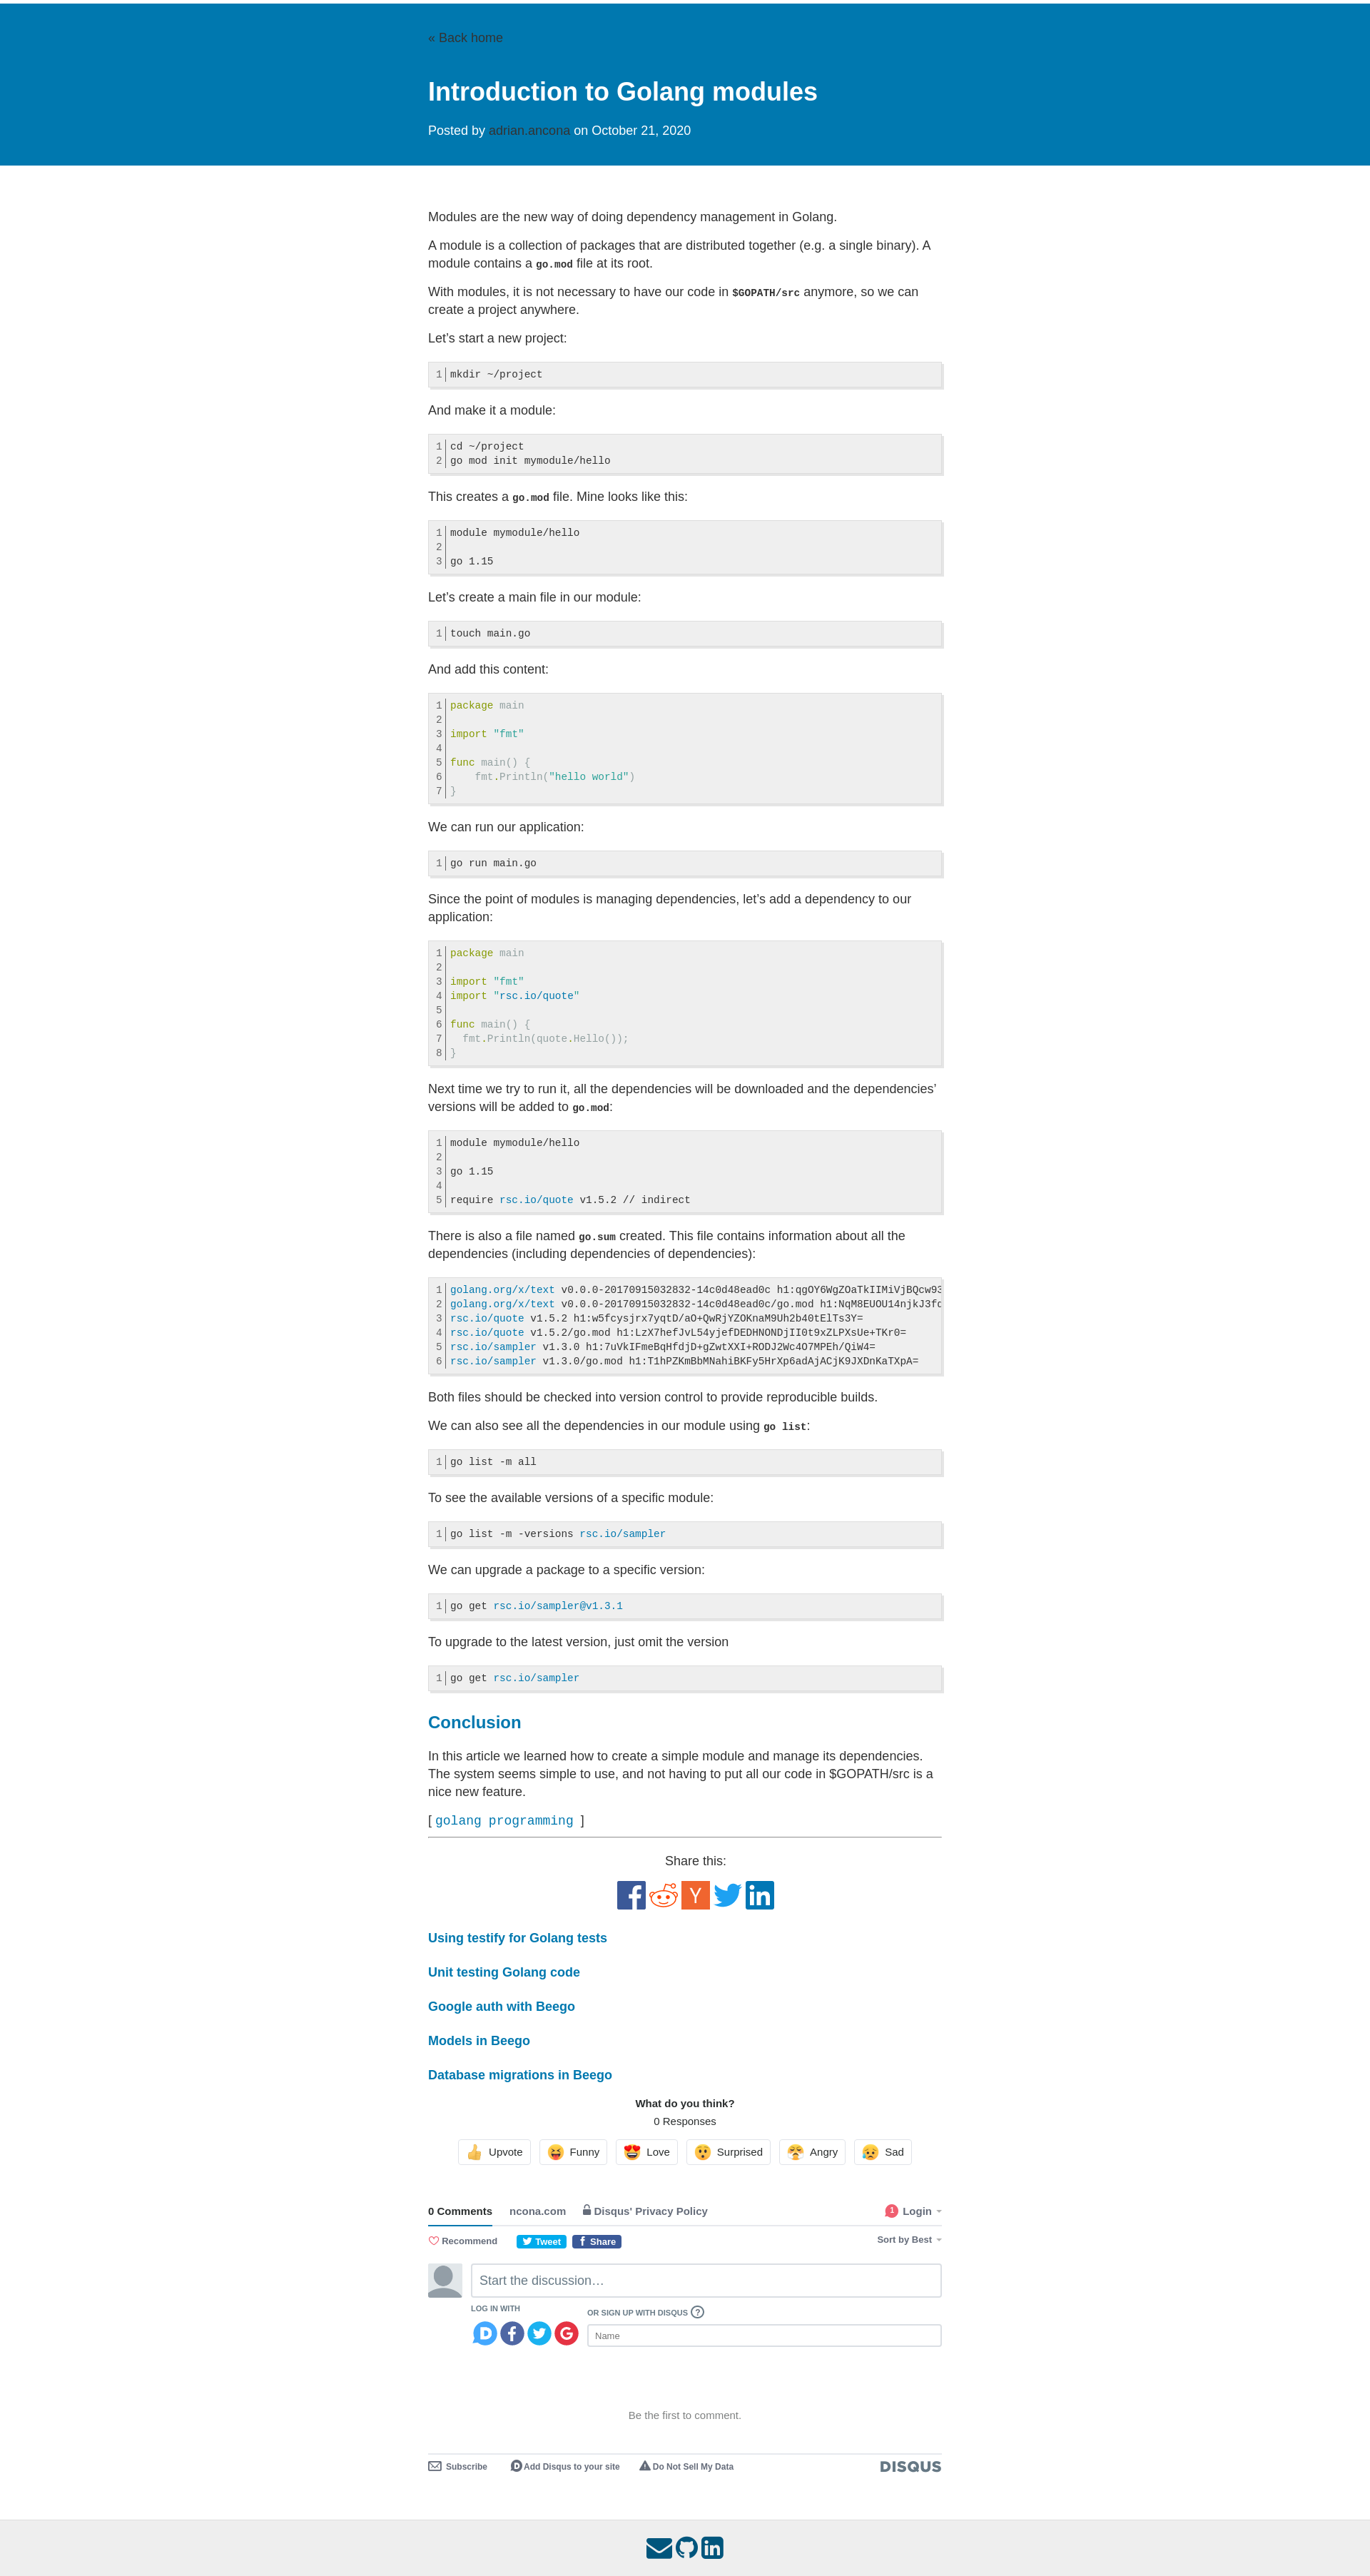 « Back home
Introduction to Golang modules
Posted by adrian.ancona on October 21, 2020
Modules are the new way of doing dependency management in Golang.
A module is a collection of packages that are distributed together (e.g. a single binary). A
module contains a go.mod file at its root.
With modules, it is not necessary to have our code in $GOPATH/src anymore, so we can
create a project anywhere.
Let’s start a new project:
1 mkdir ~/project
And make it a module:
1 cd ~/project
2 go mod init mymodule/hello
This creates a go.mod file. Mine looks like this:
1 module mymodule/hello
2
3 go 1.15
Let’s create a main file in our module:
1 touch main.go
And add this content:
1 package main
2
3 import "fmt"
4
5 func main() {
6     fmt.Println("hello world")
7 }
We can run our application:
1 go run main.go
Since the point of modules is managing dependencies, let’s add a dependency to our
application:
1 package main
2
3 import "fmt"
4 import "rsc.io/quote"
5
6 func main() {
7   fmt.Println(quote.Hello());
8 }
Next time we try to run it, all the dependencies will be downloaded and the dependencies’
versions will be added to go.mod:
1 module mymodule/hello
2
3 go 1.15
4
5 require rsc.io/quote v1.5.2 // indirect
There is also a file named go.sum created. This file contains information about all the
dependencies (including dependencies of dependencies):
1 golang.org/x/text v0.0.0-20170915032832-14c0d48ead0c h1:qgOY6WgZOaTkIIMiVjBQcw93
2 golang.org/x/text v0.0.0-20170915032832-14c0d48ead0c/go.mod h1:NqM8EUOU14njkJ3fq
3 rsc.io/quote v1.5.2 h1:w5fcysjrx7yqtD/aO+QwRjYZOKnaM9Uh2b40tElTs3Y=
4 rsc.io/quote v1.5.2/go.mod h1:LzX7hefJvL54yjefDEDHNONDjII0t9xZLPXsUe+TKr0=
5 rsc.io/sampler v1.3.0 h1:7uVkIFmeBqHfdjD+gZwtXXI+RODJ2Wc4O7MPEh/QiW4=
6 rsc.io/sampler v1.3.0/go.mod h1:T1hPZKmBbMNahiBKFy5HrXp6adAjACjK9JXDnKaTXpA=
Both files should be checked into version control to provide reproducible builds.
We can also see all the dependencies in our module using go list:
1 go list -m all
To see the available versions of a specific module:
1 go list -m -versions rsc.io/sampler
We can upgrade a package to a specific version:
1 go get rsc.io/sampler@v1.3.1
To upgrade to the latest version, just omit the version
1 go get rsc.io/sampler
Conclusion
In this article we learned how to create a simple module and manage its dependencies.
The system seems simple to use, and not having to put all our code in $GOPATH/src is a
nice new feature.
[ golang programming ]
Share this:
Using testify for Golang tests
Unit testing Golang code
Google auth with Beego
Models in Beego
Database migrations in Beego
What do you think?
0 Responses
Upvote Funny Love Surprised Angry Sad
0 Comments ncona.com Disqus' Privacy Policy 1 Login
Recommend Tweet Share Sort by Best
Start the discussion…
LOG IN WITH
OR SIGN UP WITH DISQUS ?
Name
Be the first to comment.
Subscribe Add Disqus to your site Do Not Sell My Data DISQUS